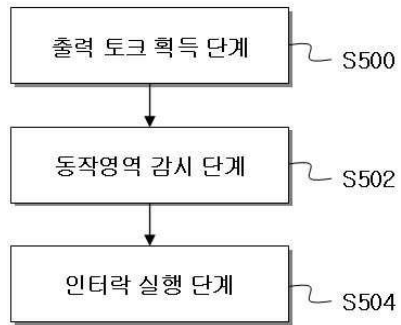 출력 토크 획득 단계
S500
동작영역 감시 단계
S502
인터락 실행 단계
S504